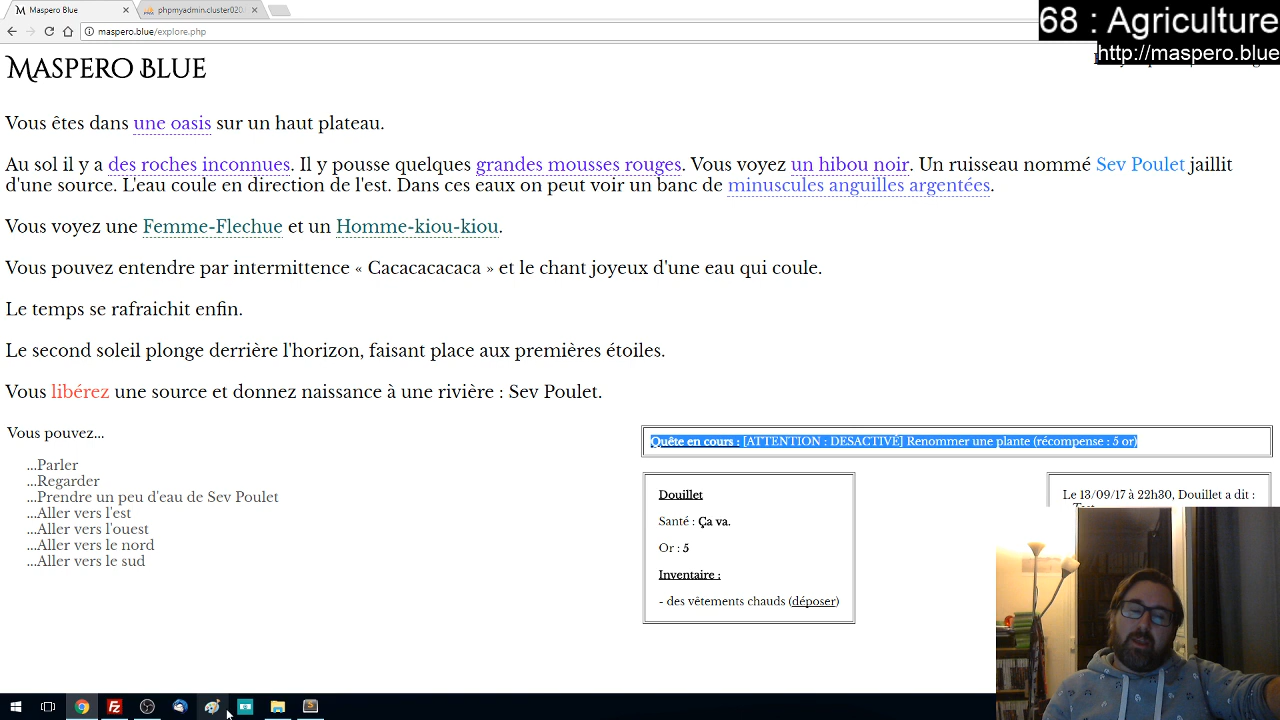 Maspero Blue
phpmyadmin.cluster020.
68 : Agriculture
maspero.blue/explore.php
http://maspero.blue
MASPERO BLUE
Vous êtes dans une oasis sur un haut plateau.
Au sol il y a des roches inconnues. Il y pousse quelques grandes mousses rouges. Vous voyez un hibou noir. Un ruisseau nommé Sev Poulet jaillit
d'une source. L'eau coule en direction de l'est. Dans ces eaux on peut voir un banc de minuscules anguilles argentées.
Vous voyez une Femme-Flechue et un Homme-kiou-kiou.
Vous pouvez entendre par intermittence « Cacacacacaca » et le chant joyeux d'une eau qui coule.
Le temps se rafraichit enfin.
Le second soleil plonge derrière l'horizon, faisant place aux premières étoiles.
Vous libérez une source et donnez naissance à une rivière : Sev Poulet.
Vous pouvez...
...Parler
...Regarder
...Prendre un peu d'eau de Sev Poulet
...Aller vers l'est
...Aller vers l'ouest
...Aller vers le nord
...Aller vers le sud
Quête en cours : [ATTENTION : DESACTIVÉ] Renommer une plante (récompense : 5 or)
Douillet
Santé : Ça va.
Or : 5
Inventaire :
- des vêtements chauds (déposer)
Le 13/09/17 à 22h30, Douillet a dit :